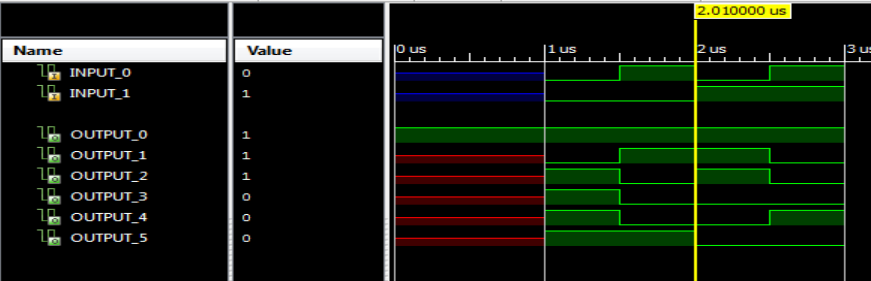 2.010000 us
Name Value
0 us 1 us 2 us 3 us
INPUT_0 0
INPUT_1 1
OUTPUT_0 1
OUTPUT_1 1
OUTPUT_2 1
OUTPUT_3 0
OUTPUT_4 0
OUTPUT_5 0